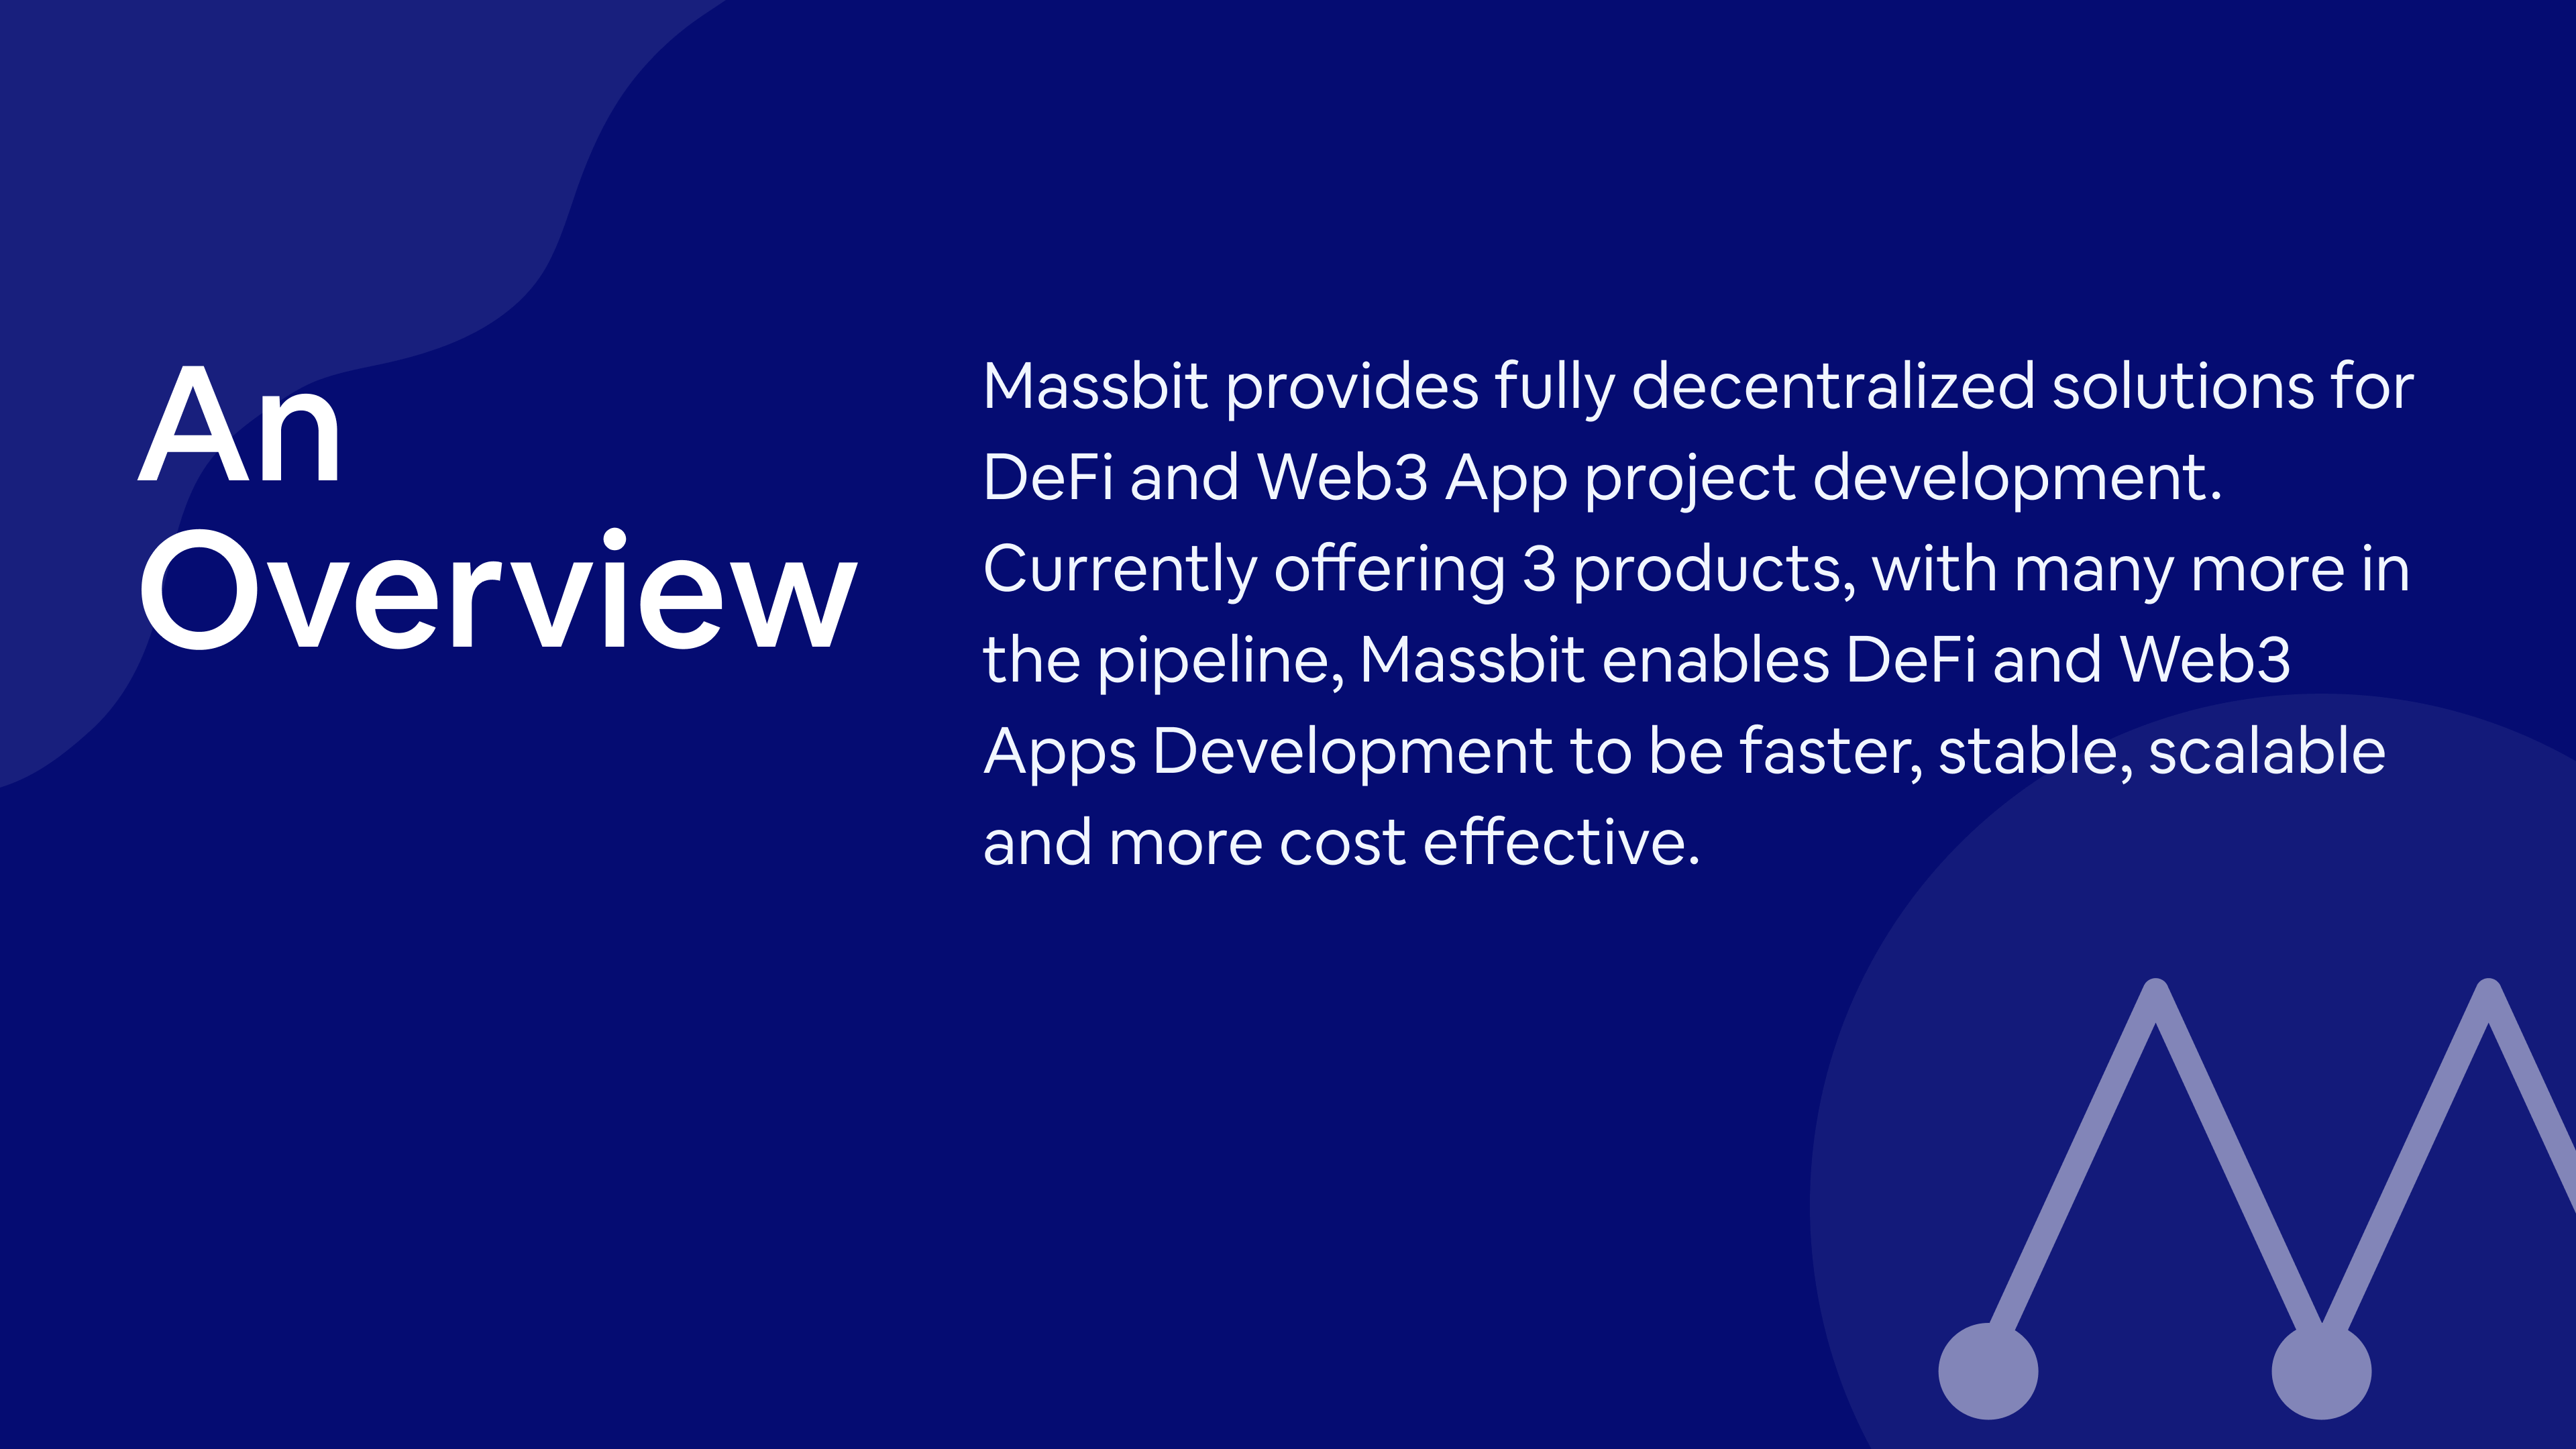 An
Overview
Massbit provides fully decentralized solutions for
DeFi and Web3 App project development.
Currently offering 3 products, with many more in
the pipeline, Massbit enables DeFi and Web3
Apps Development to be faster, stable, scalable
and more cost effective.